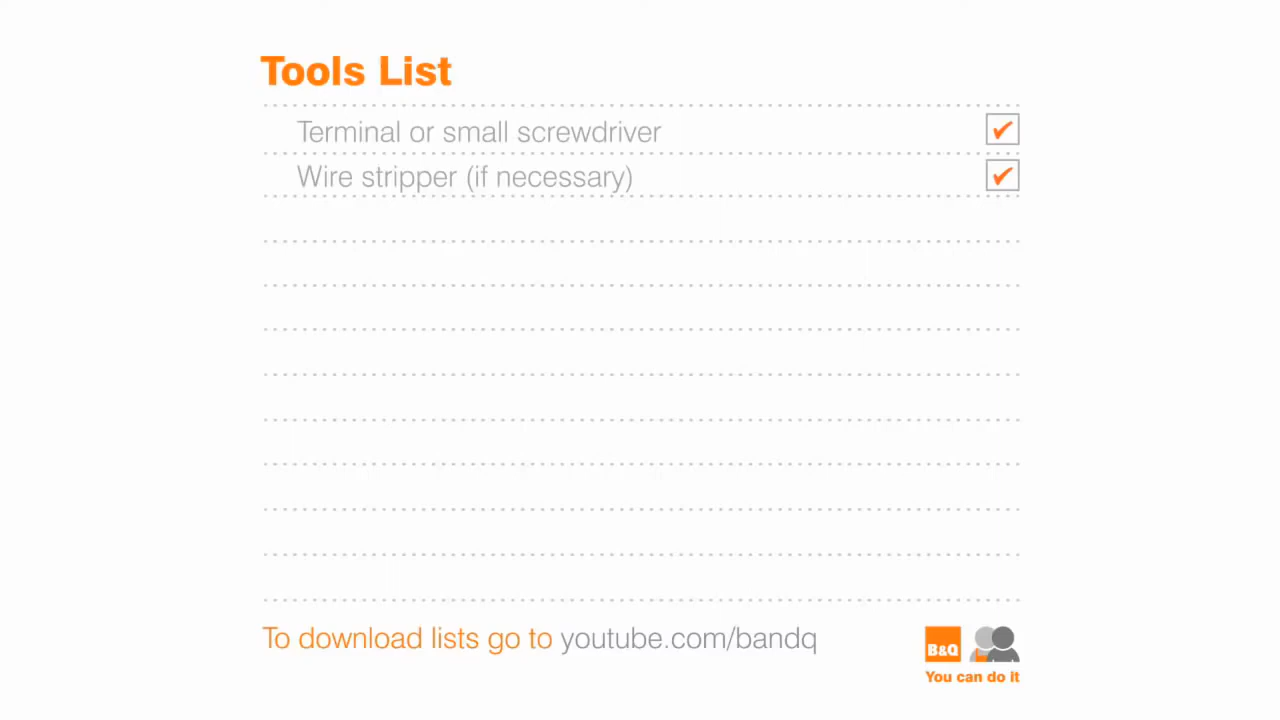 Tools List
Terminal or small screwdriver ✔
Wire stripper (if necessary) ✔
To download lists go to youtube.com/bandq
B&Q
You can do it